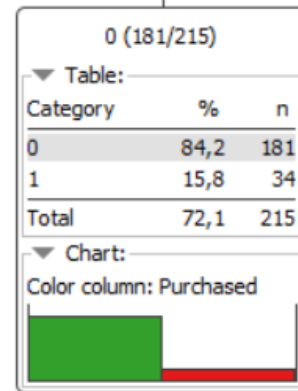 0 (181/215)
Table:
Category % n
0 84,2 181
1 15,8 34
Total 72,1 215
Chart:
Color column: Purchased